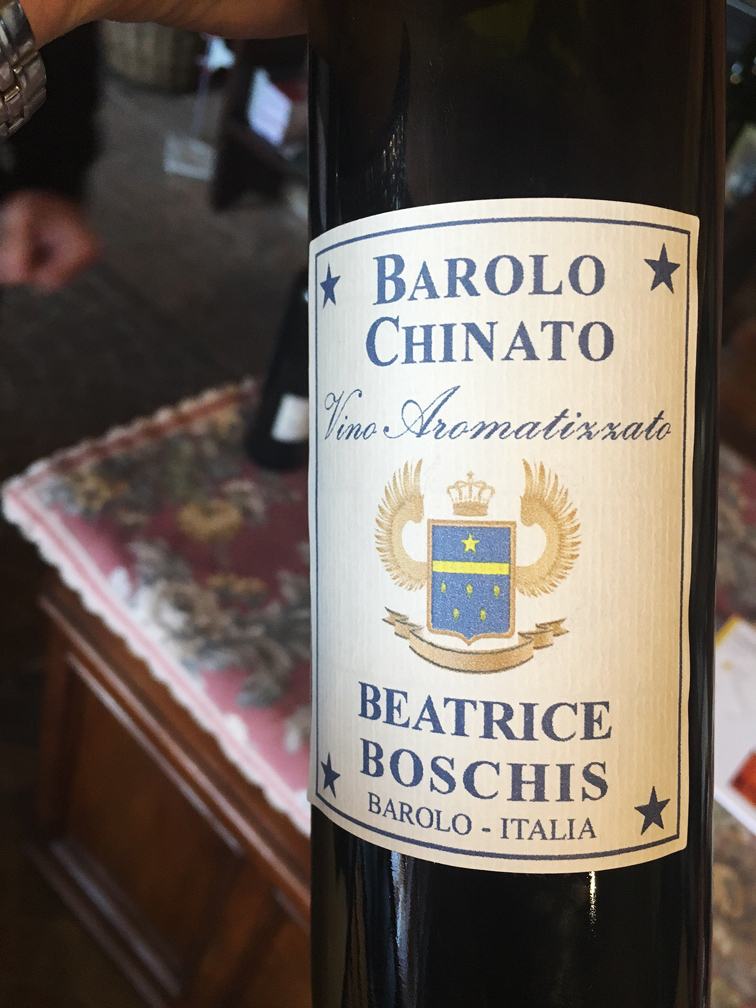 BAROLO
CHINATO
Vino Aromatizzato
BEATRICE
BOSCHIS
BAROLO - ITALIA